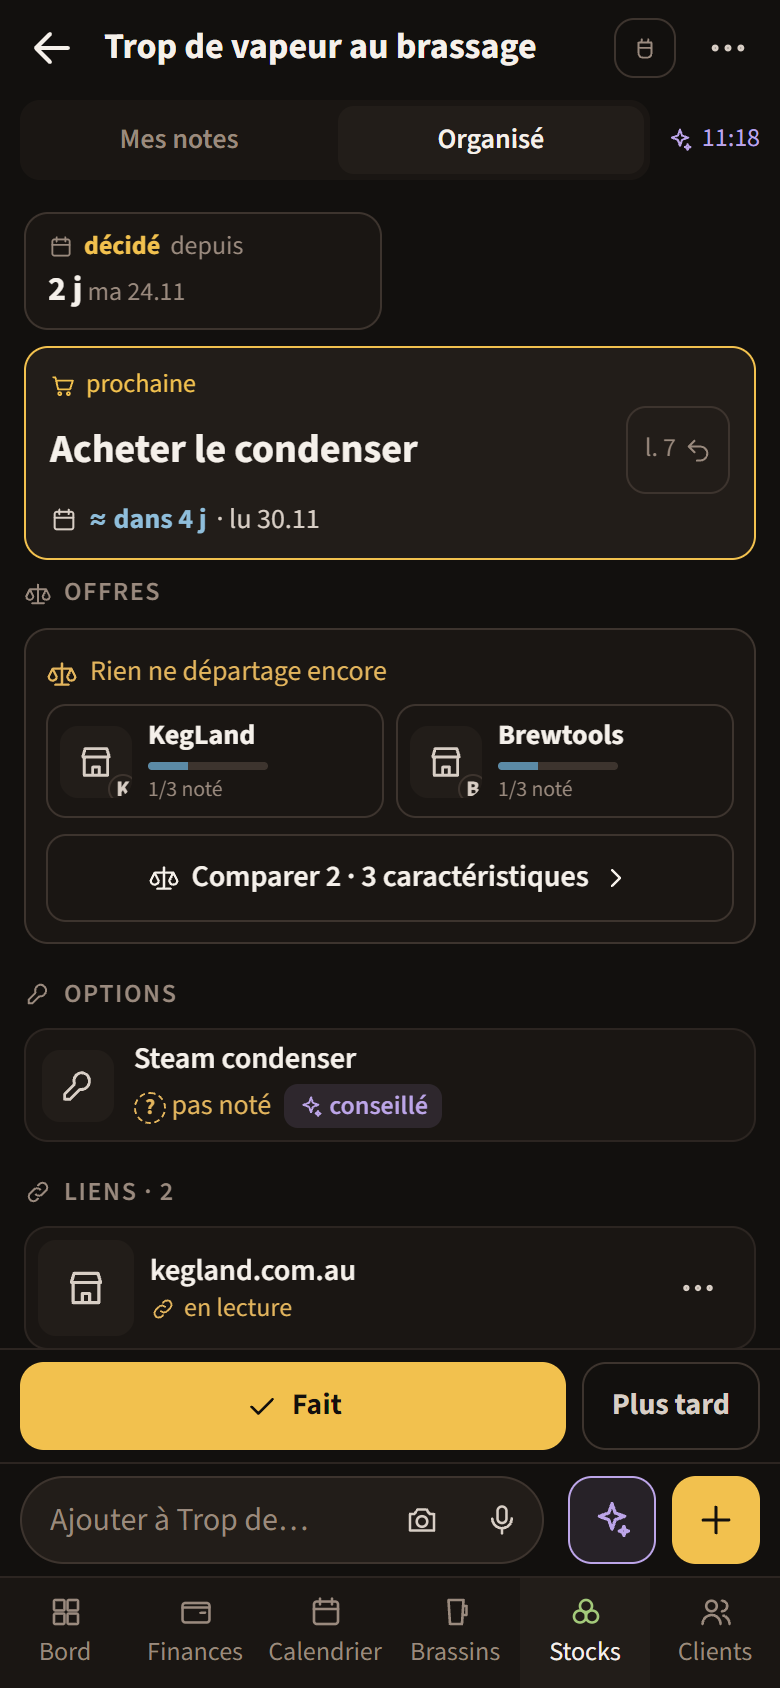 Trop de vapeur au brassage
Mes notes
Organisé
11:18
décidé depuis
2 j ma 24.11
prochaine
Acheter le condenser
l. 7
≈ dans 4 j · lu 30.11
OFFRES
Rien ne départage encore
KegLand
K
1/3 noté
Brewtools
B
1/3 noté
Comparer 2 · 3 caractéristiques
OPTIONS
Steam condenser
? pas noté
conseillé
LIENS · 2
kegland.com.au
en lecture
Fait
Plus tard
Ajouter à Trop de…
Bord
Finances
Calendrier
Brassins
Stocks
Clients